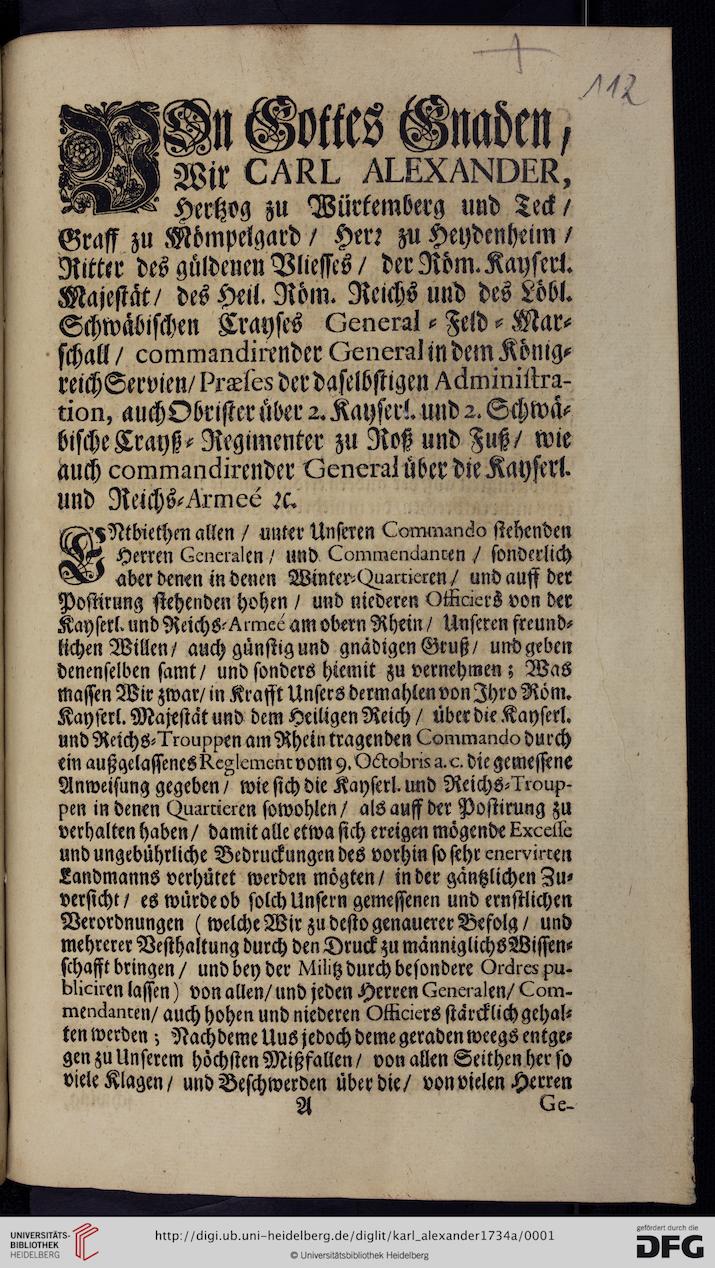 112
VOn Gottes Gnaden /
Wir CARL ALEXANDER,
Hertzog zu Würtemberg und Teck /
Graff zu Mömpelgard / Herꝛ zu Heydenheim /
Ritter des güldenen Vliesses / der Röm. Kayserl.
Majestät / des Heil. Röm. Reichs und des Löbl.
Schwäbischen Crayses General-Feld-Mar-
schall / commandirender General in dem König-
reich Servien / Præses der daselbstigen Administra-
tion, auch Obrister über 2. Kayserl. und 2. Schwä-
bische Crayß-Regimenter zu Roß und Fuß / wie
auch commandirender General über die Kayserl.
und Reichs-Armeé ꝛc.
ENtbiethen allen / unter Unseren Commando stehenden
Herren Generalen / und Commendanten / sonderlich
aber denen in denen Winter-Quartieren / und auff der
Postirung stehenden hohen / und niederen Officiers von der
Kayserl. und Reichs-Armeé am obern Rhein / Unseren freund-
lichen Willen / auch günstig und gnädigen Gruß / und geben
denenselben samt / und sonders hiemit zu vernehmen ; Was
massen Wir zwar / in Krafft Unsers dermahlen von Ihro Röm.
Kayserl. Majestät und dem Heiligen Reich / über die Kayserl.
und Reichs-Trouppen am Rhein tragenden Commando durch
ein außgelassenes Reglement vom 9. Octobris a. c. die gemessene
Anweisung gegeben / wie sich die Kayserl. und Reichs-Troup-
pen in denen Quartieren sowohlen / als auff der Postirung zu
verhalten haben / damit alle etwa sich ereigen mögende Excesse
und ungebührliche Bedruckungen des vorhin so sehr enervirten
Landmanns verhütet werden mögten / in der gäntzlichen Zu-
versicht / es würde ob solch Unsern gemessenen und ernstlichen
Verordnungen ( welche Wir zu desto genauerer Befolg / und
mehrerer Vesthaltung durch den Druck zu männiglichs Wissen-
schafft bringen / und bey der Militz durch besondere Ordres pu-
bliciren lassen ) von allen / und jeden Herren Generalen / Com-
mendanten / auch hohen und niederen Officiers stärcklich gehal-
ten werden ; Nachdeme Uns jedoch deme geraden weegs entge-
gen zu Unserem höchsten Mißfallen / von allen Seithen her so
viele Klagen / und Beschwerden über die / von vielen Herren
A Ge-
UNIVERSITÄTS-
BIBLIOTHEK
HEIDELBERG
http://digi.ub.uni-heidelberg.de/diglit/karl_alexander1734a/0001
© Universitätsbibliothek Heidelberg
gefördert durch die
DFG